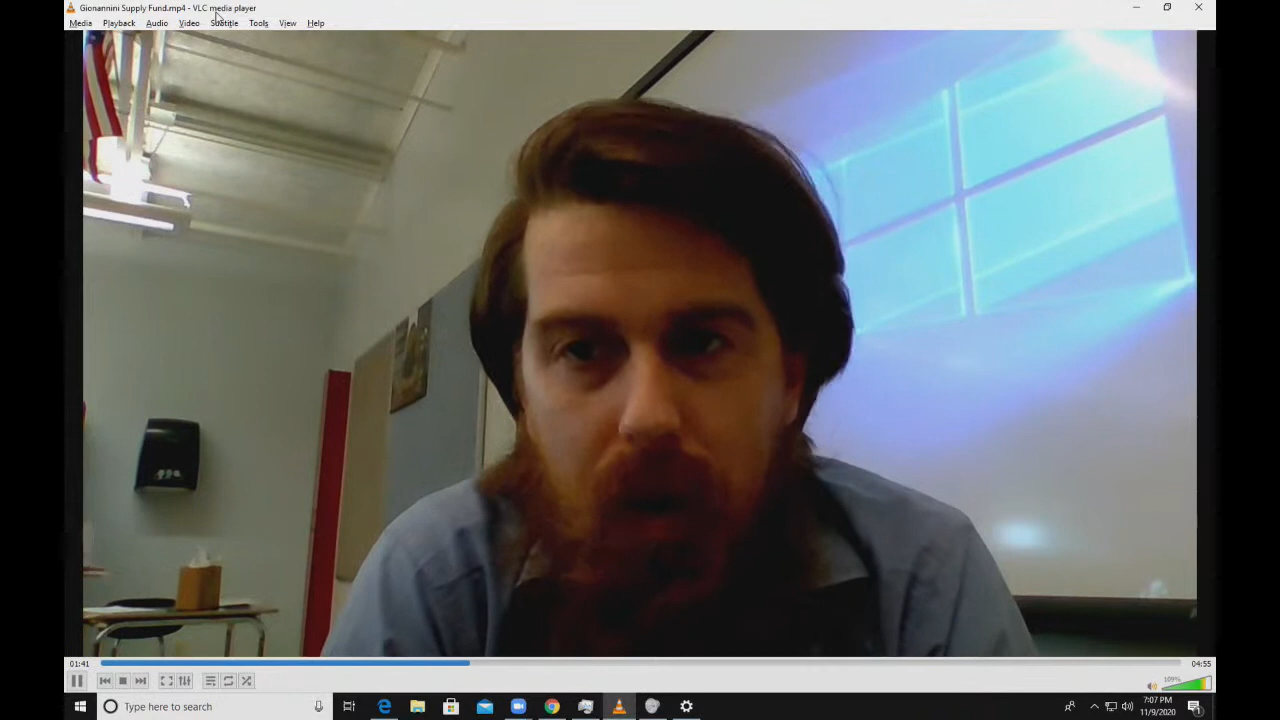 Gionannini Supply Fund.mp4 - VLC media player
Media Playback Audio Video Subtitle Tools View Help
01:41
04:55
109%
Type here to search
7:07 PM
11/9/2020